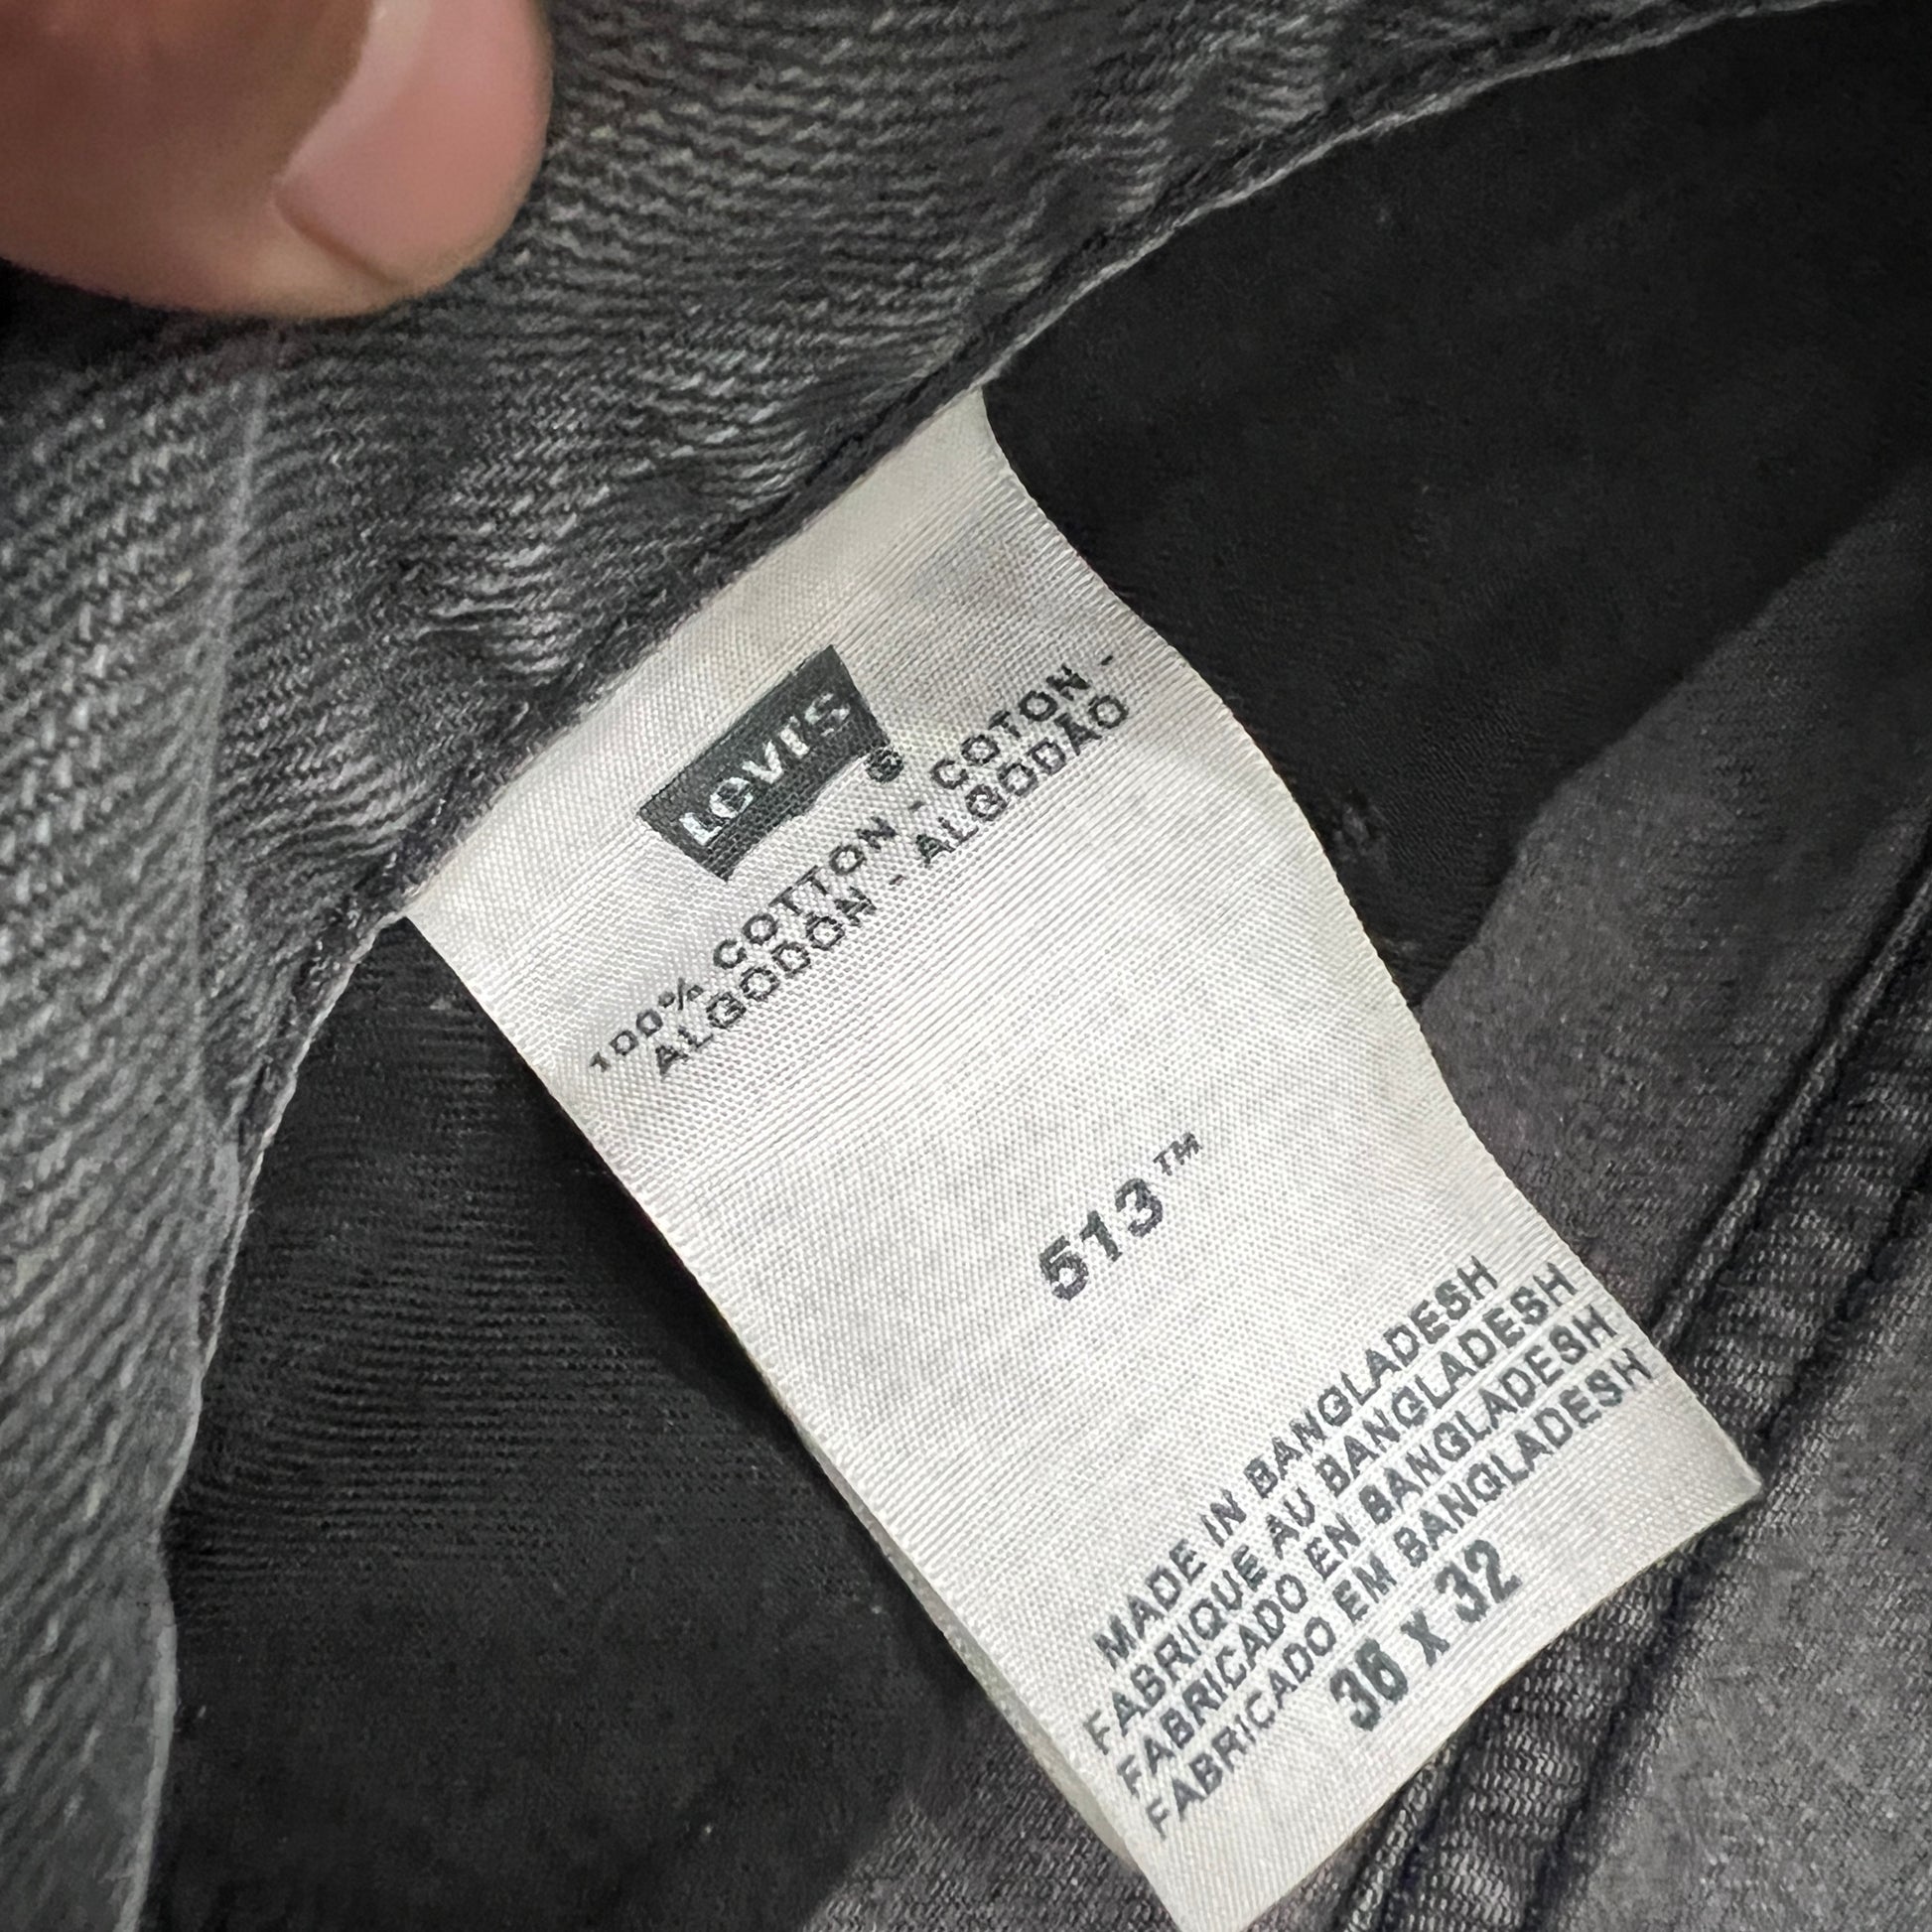 Levi's
®
100% COTTON - COTON -
ALGODÓN - ALGODÃO
513™
MADE IN BANGLADESH
FABRIQUE AU BANGLADESH
FABRICADO EN BANGLADESH
FABRICADO EM BANGLADESH
36 x 32